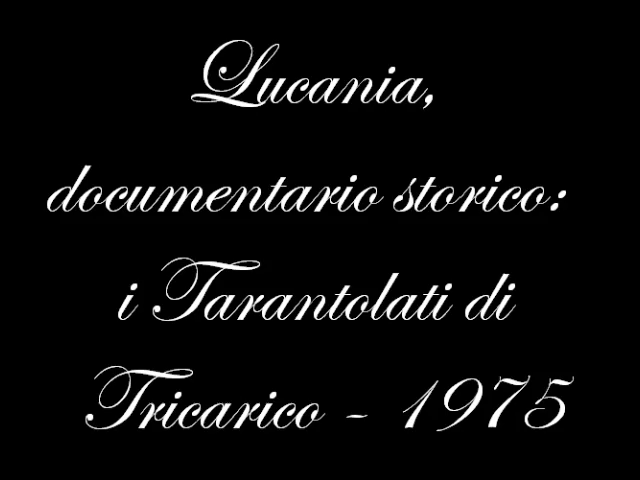 Lucania,
documentario storico:
i Tarantolati di
Tricarico - 1975